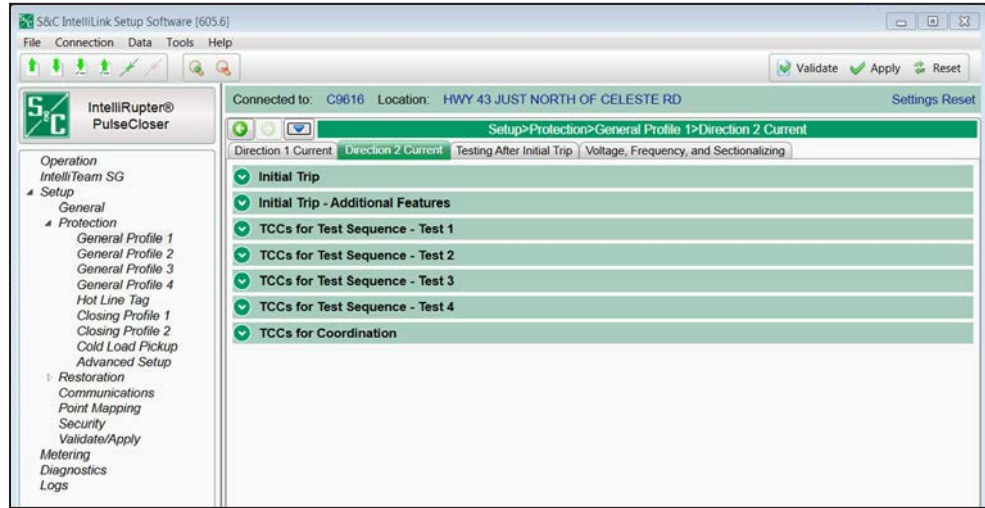 S&C IntelliLink Setup Software [605.6]
File Connection Data Tools Help
Validate Apply Reset
S&C
IntelliRupter®
PulseCloser
Connected to: C9616 Location: HWY 43 JUST NORTH OF CELESTE RD Settings Reset
Setup>Protection>General Profile 1>Direction 2 Current
Direction 1 Current Direction 2 Current Testing After Initial Trip Voltage, Frequency, and Sectionalizing
Operation
IntelliTeam SG
Setup
General
Protection
General Profile 1
General Profile 2
General Profile 3
General Profile 4
Hot Line Tag
Closing Profile 1
Closing Profile 2
Cold Load Pickup
Advanced Setup
Restoration
Communications
Point Mapping
Security
Validate/Apply
Metering
Diagnostics
Logs
Initial Trip
Initial Trip - Additional Features
TCCs for Test Sequence - Test 1
TCCs for Test Sequence - Test 2
TCCs for Test Sequence - Test 3
TCCs for Test Sequence - Test 4
TCCs for Coordination